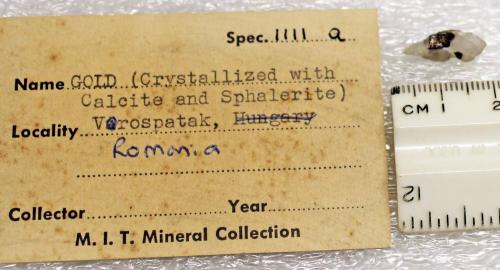 Spec. 1111 a
Name GOLD (Crystallized with
Calcite and Sphalerite)
Locality Vörospatak, Hungary
Romania
Collector Year
M. I. T. Mineral Collection
CM 1 2
12